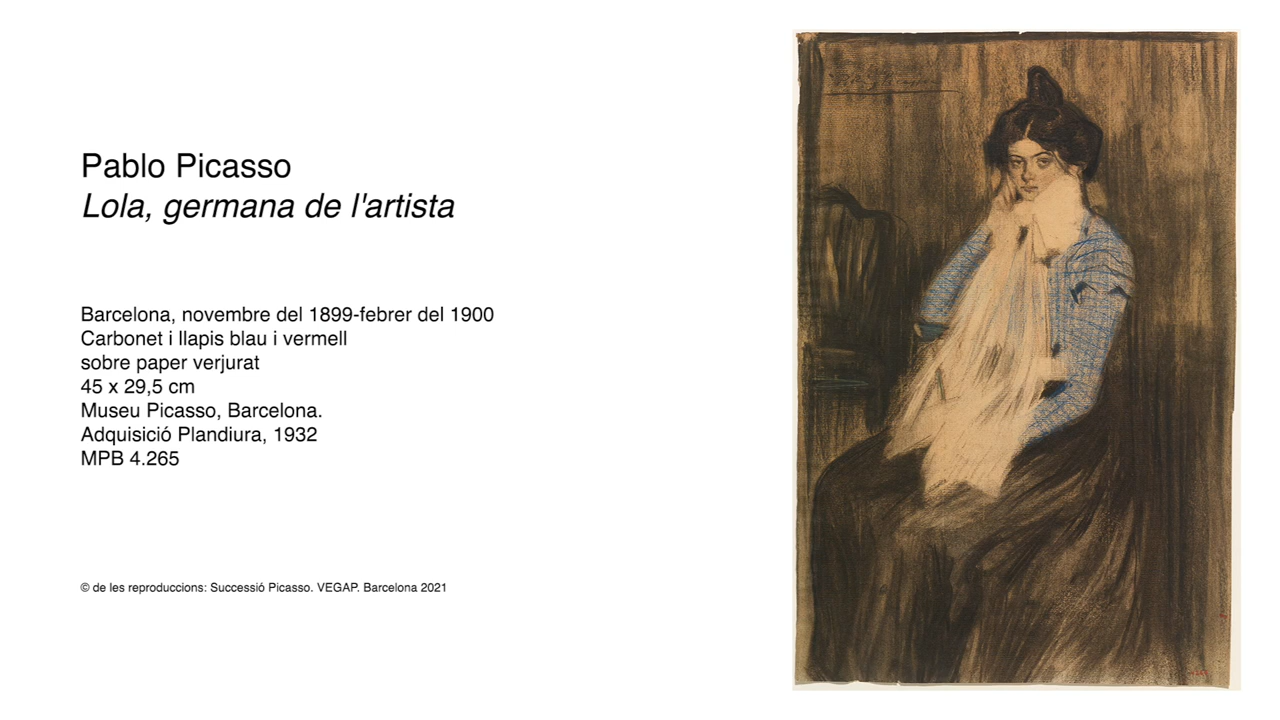 Pablo Picasso
Lola, germana de l'artista
Barcelona, novembre del 1899-febrer del 1900
Carbonet i llapis blau i vermell
sobre paper verjurat
45 x 29,5 cm
Museu Picasso, Barcelona.
Adquisició Plandiura, 1932
MPB 4.265
© de les reproduccions: Successió Picasso. VEGAP. Barcelona 2021